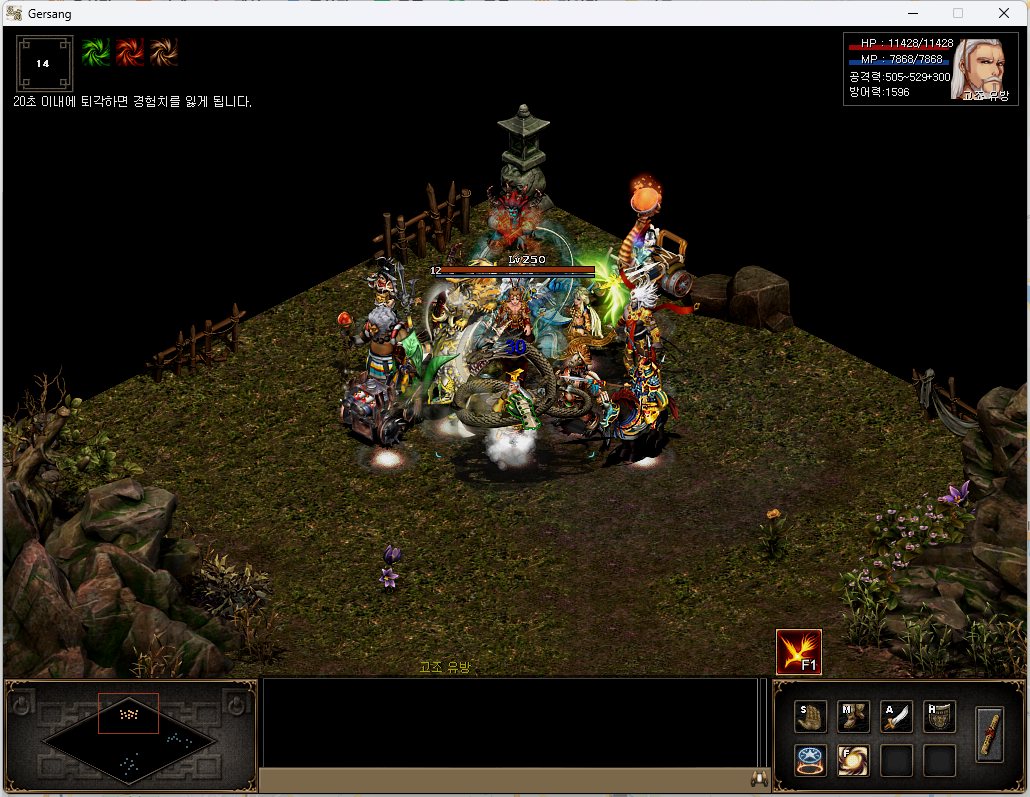 Gersang
14
20초 이내에 퇴각하면 경험치를 잃게 됩니다.
HP : 11428/11428
MP : 7868/7868
공격력:505~529+300
방어력:1596
고조 유방
Lv250
12
30
고조 유방
F1
S
M
A
H
F